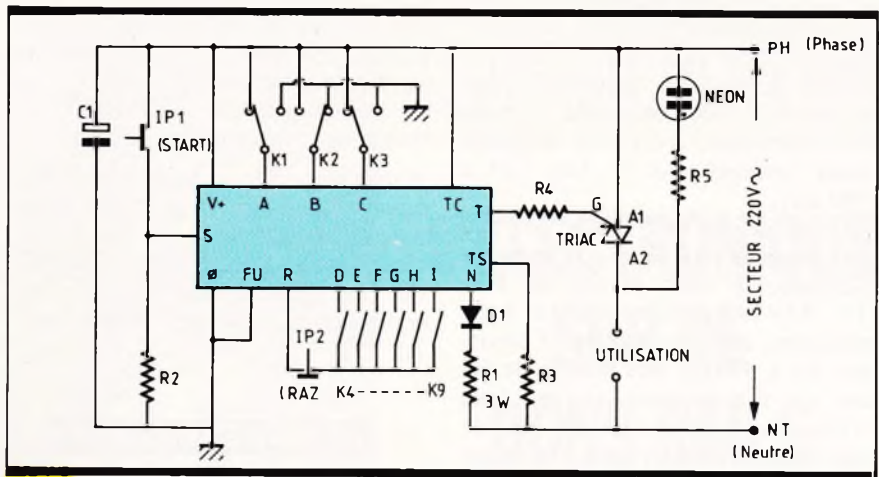 PH (Phase)
C1
IP1
(START)
NEON
K1
K2
K3
R5
V+
A
B
C
TC
T
R4
G
A1
TRIAC
A2
S
TS
Ø
FU
R
D
E
F
G
H
I
N
D1
SECTEUR 220V~
R2
IP2
(RAZ
K4 ----- K9
R1
3W
R3
UTILISATION
NT
(Neutre)